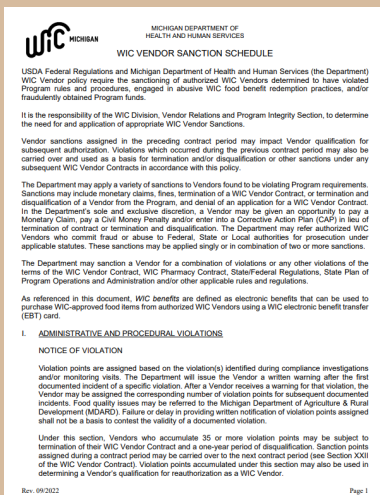 WIC MICHIGAN
MICHIGAN DEPARTMENT OF
HEALTH AND HUMAN SERVICES
WIC VENDOR SANCTION SCHEDULE
USDA Federal Regulations and Michigan Department of Health and Human Services (the Department)
WIC Vendor policy require the sanctioning of authorized WIC Vendors determined to have violated
Program rules and procedures, engaged in abusive WIC food benefit redemption practices, and/or
fraudulently obtained Program funds.
It is the responsibility of the WIC Division, Vendor Relations and Program Integrity Section, to determine
the need for and application of appropriate WIC Vendor Sanctions.
Vendor sanctions assigned in the preceding contract period may impact Vendor qualification for
subsequent authorization. Violations which occurred during the previous contract period may also be
carried over and used as a basis for termination and/or disqualification or other sanctions under any
subsequent WIC Vendor Contracts in accordance with this policy.
The Department may apply a variety of sanctions to Vendors found to be violating Program requirements.
Sanctions may include monetary claims, fines, termination of a WIC Vendor Contract, or termination and
disqualification of a Vendor from the Program, and denial of an application for a WIC Vendor Contract.
In the Department's sole and exclusive discretion, a Vendor may be given an opportunity to pay a
Monetary Claim, pay a Civil Money Penalty and/or enter into a Corrective Action Plan (CAP) in lieu of
termination of contract or termination and disqualification. The Department may refer authorized WIC
Vendors who commit fraud or abuse to Federal, State or Local authorities for prosecution under
applicable statutes. These sanctions may be applied singly or in combination of two or more sanctions.
The Department may sanction a Vendor for a combination of violations or any other violations of the
terms of the WIC Vendor Contract, WIC Pharmacy Contract, State/Federal Regulations, State Plan of
Program Operations and Administration and/or other applicable rules and regulations.
As referenced in this document, WIC benefits are defined as electronic benefits that can be used to
purchase WIC-approved food items from authorized WIC Vendors using a WIC electronic benefit transfer
(EBT) card.
I. ADMINISTRATIVE AND PROCEDURAL VIOLATIONS
NOTICE OF VIOLATION
Violation points are assigned based on the violation(s) identified during compliance investigations
and/or monitoring visits. The Department will issue the Vendor a written warning after the first
documented incident of a specific violation. After a Vendor receives a warning for that violation, the
Vendor may be assigned the corresponding number of violation points for subsequent documented
incidents. Food quality issues may be referred to the Michigan Department of Agriculture & Rural
Development (MDARD). Failure or delay in providing written notification of violation points assigned
shall not be a basis to contest the validity of a documented violation.
Under this section, Vendors who accumulate 35 or more violation points may be subject to
termination of their WIC Vendor Contract and a one-year period of disqualification. Sanction points
assigned during a contract period may be carried over to the next contract period (see Section XXII
of the WIC Vendor Contract). Violation points accumulated under this section may also be used in
determining a Vendor's qualification for reauthorization as a WIC Vendor.
Rev. 09/2022 Page 1